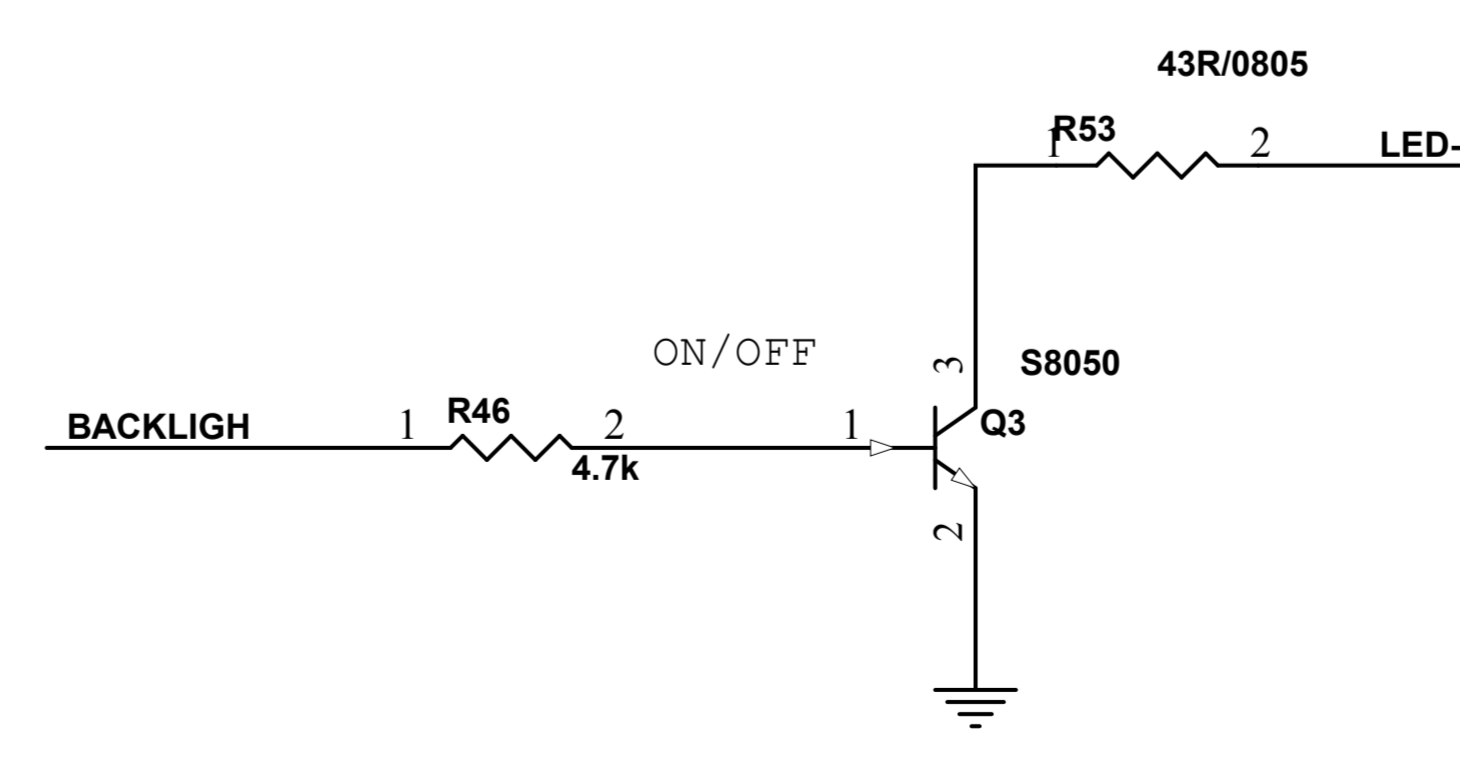 43R/0805
R53
1
2
LED-
ON/OFF
3
S8050
BACKLIGH
1
R46
2
4.7k
1
Q3
2